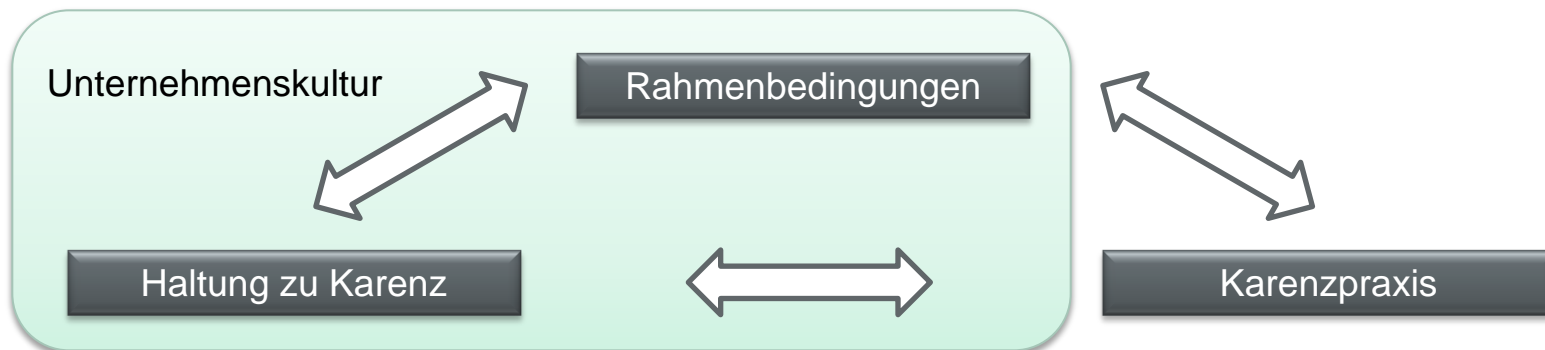 Unternehmenskultur
Rahmenbedingungen
Haltung zu Karenz
Karenzpraxis